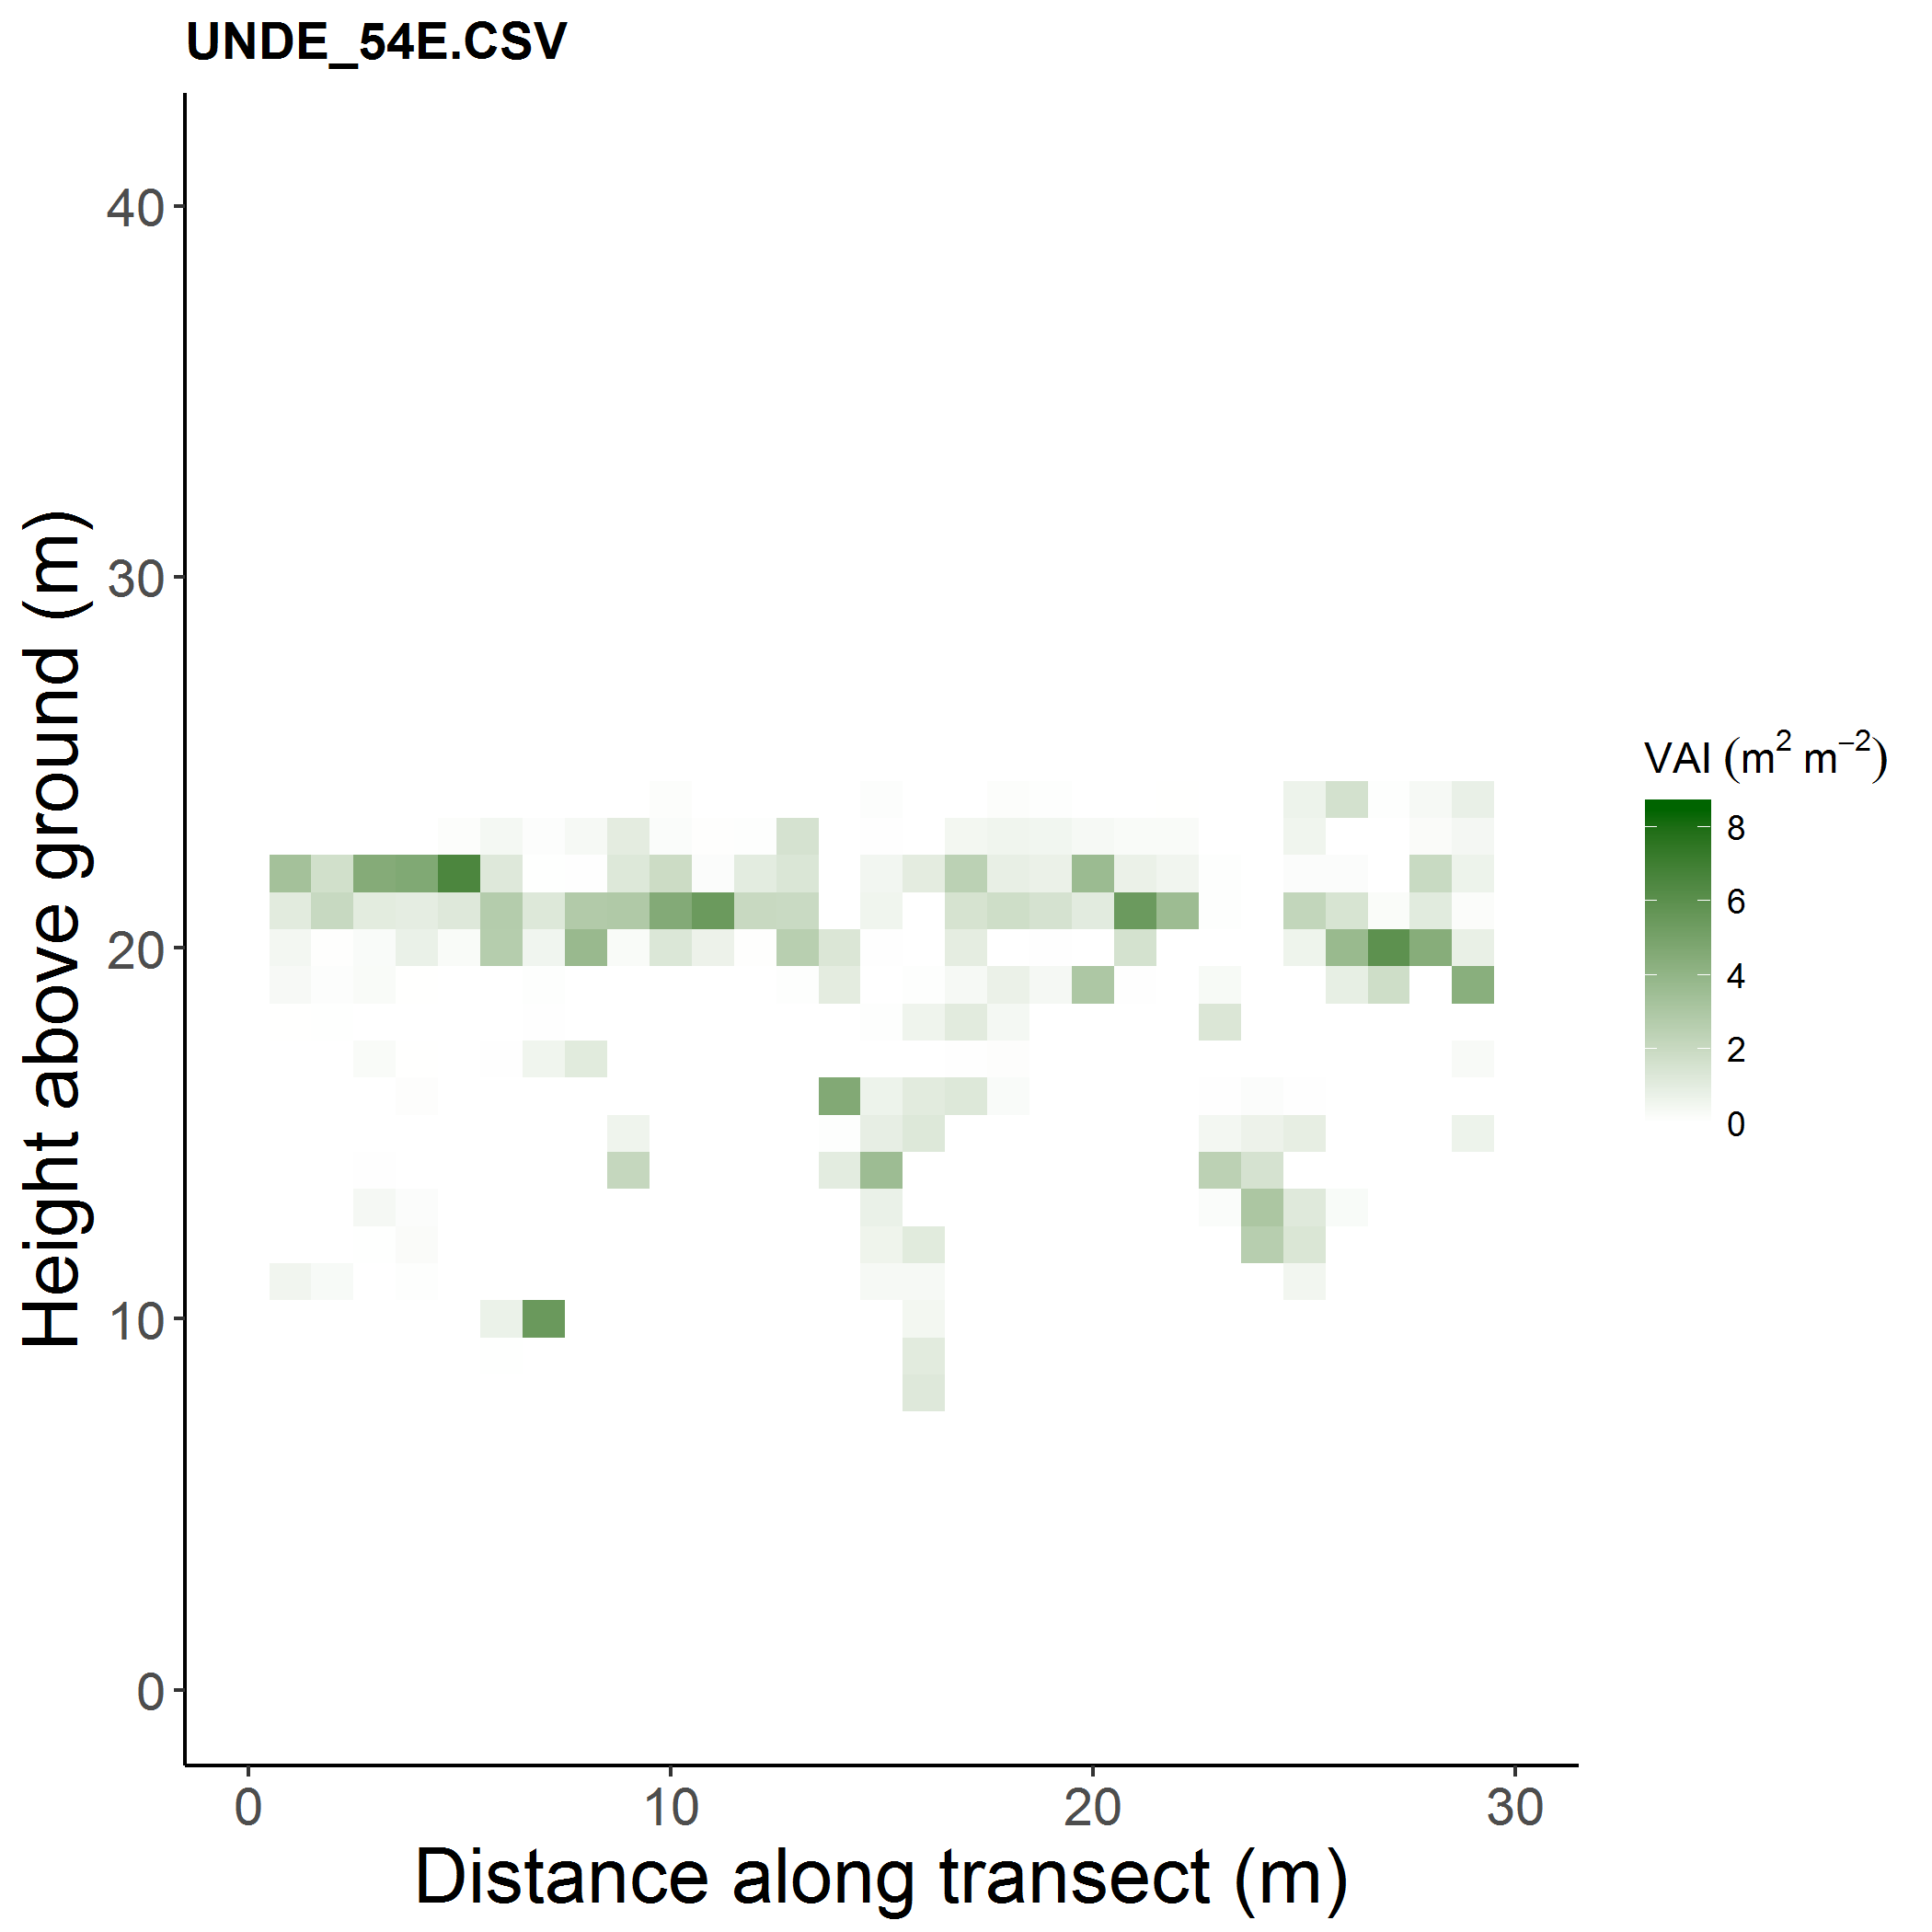 UNDE_54E.CSV
40
30
20
10
0
Height above ground (m)
0 10 20 30
Distance along transect (m)
VAI (m² m⁻²)
8
6
4
2
0